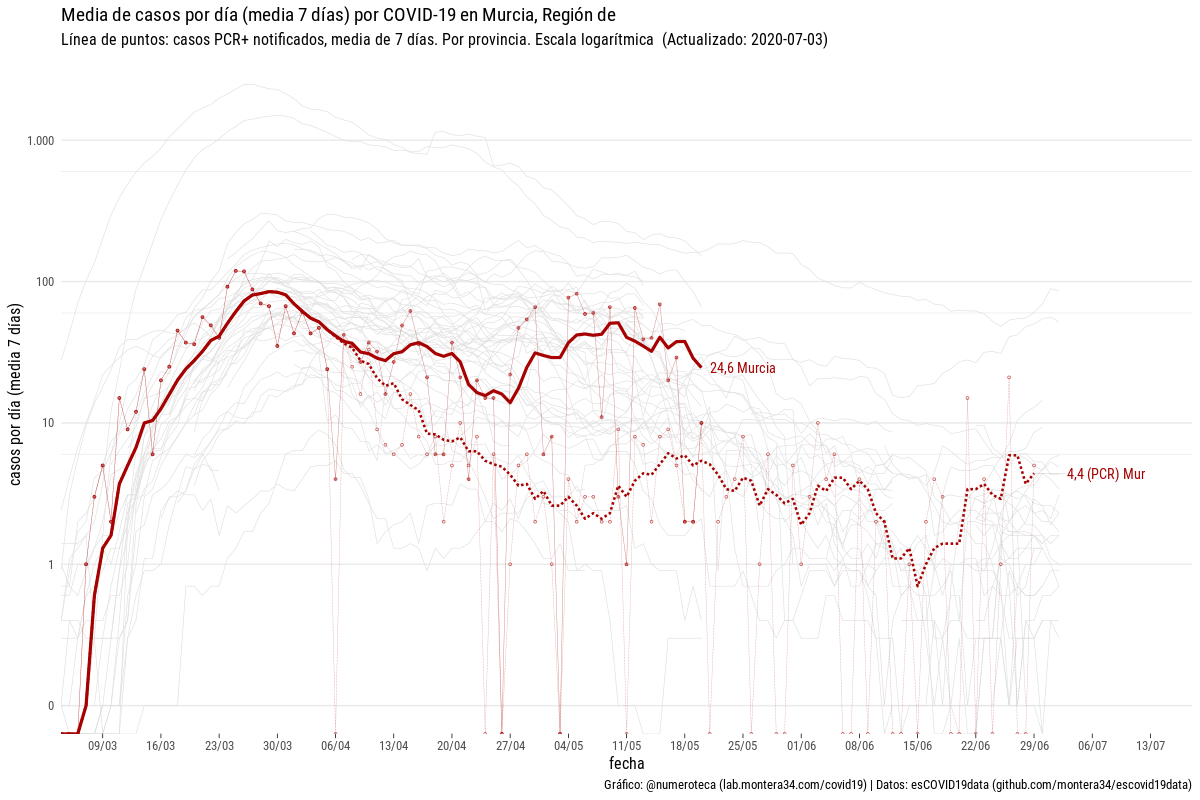 Media de casos por día (media 7 días) por COVID-19 en Murcia, Región de
Línea de puntos: casos PCR+ notificados, media de 7 días. Por provincia. Escala logarítmica  (Actualizado: 2020-07-03)
casos por día (media 7 días)
1.000
100
10
1
0
24,6 Murcia
4,4 (PCR) Mur
09/03 16/03 23/03 30/03 06/04 13/04 20/04 27/04 04/05 11/05 18/05 25/05 01/06 08/06 15/06 22/06 29/06 06/07 13/07
fecha
Gráfico: @numeroteca (lab.montera34.com/covid19) | Datos: esCOVID19data (github.com/montera34/escovid19data)